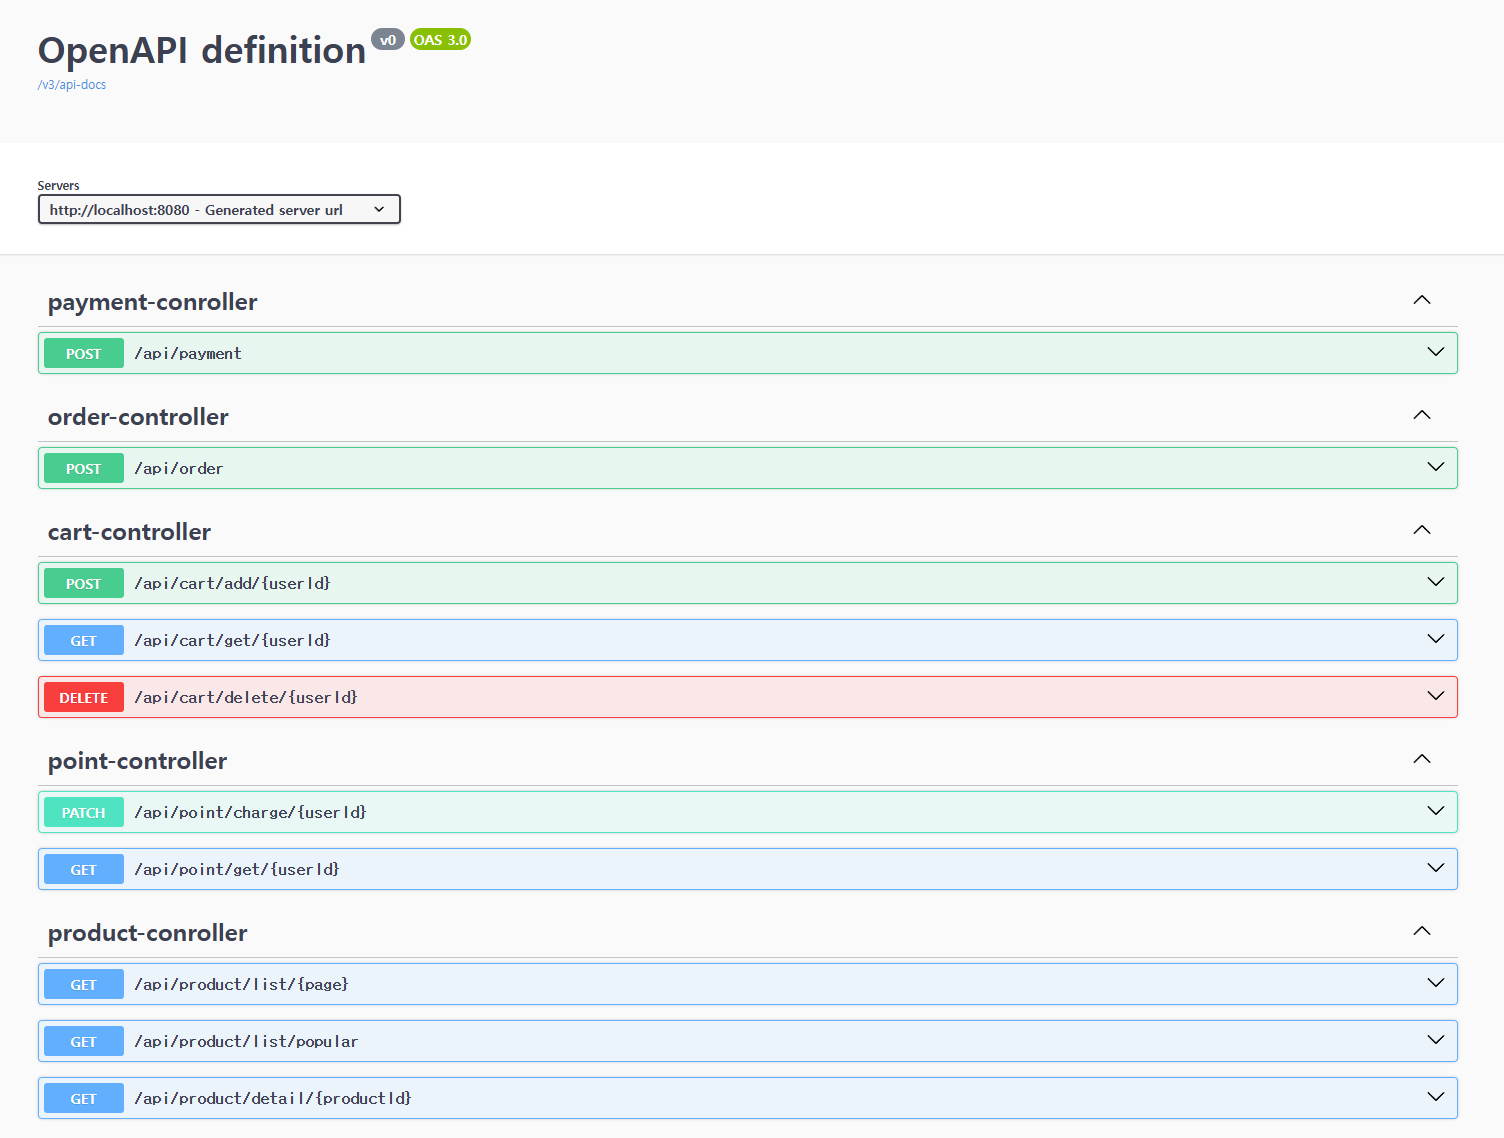 OpenAPI definition v0 OAS 3.0
/v3/api-docs
Servers
http://localhost:8080 - Generated server url
payment-conroller
POST /api/payment
order-controller
POST /api/order
cart-controller
POST /api/cart/add/{userId}
GET /api/cart/get/{userId}
DELETE /api/cart/delete/{userId}
point-controller
PATCH /api/point/charge/{userId}
GET /api/point/get/{userId}
product-conroller
GET /api/product/list/{page}
GET /api/product/list/popular
GET /api/product/detail/{productId}